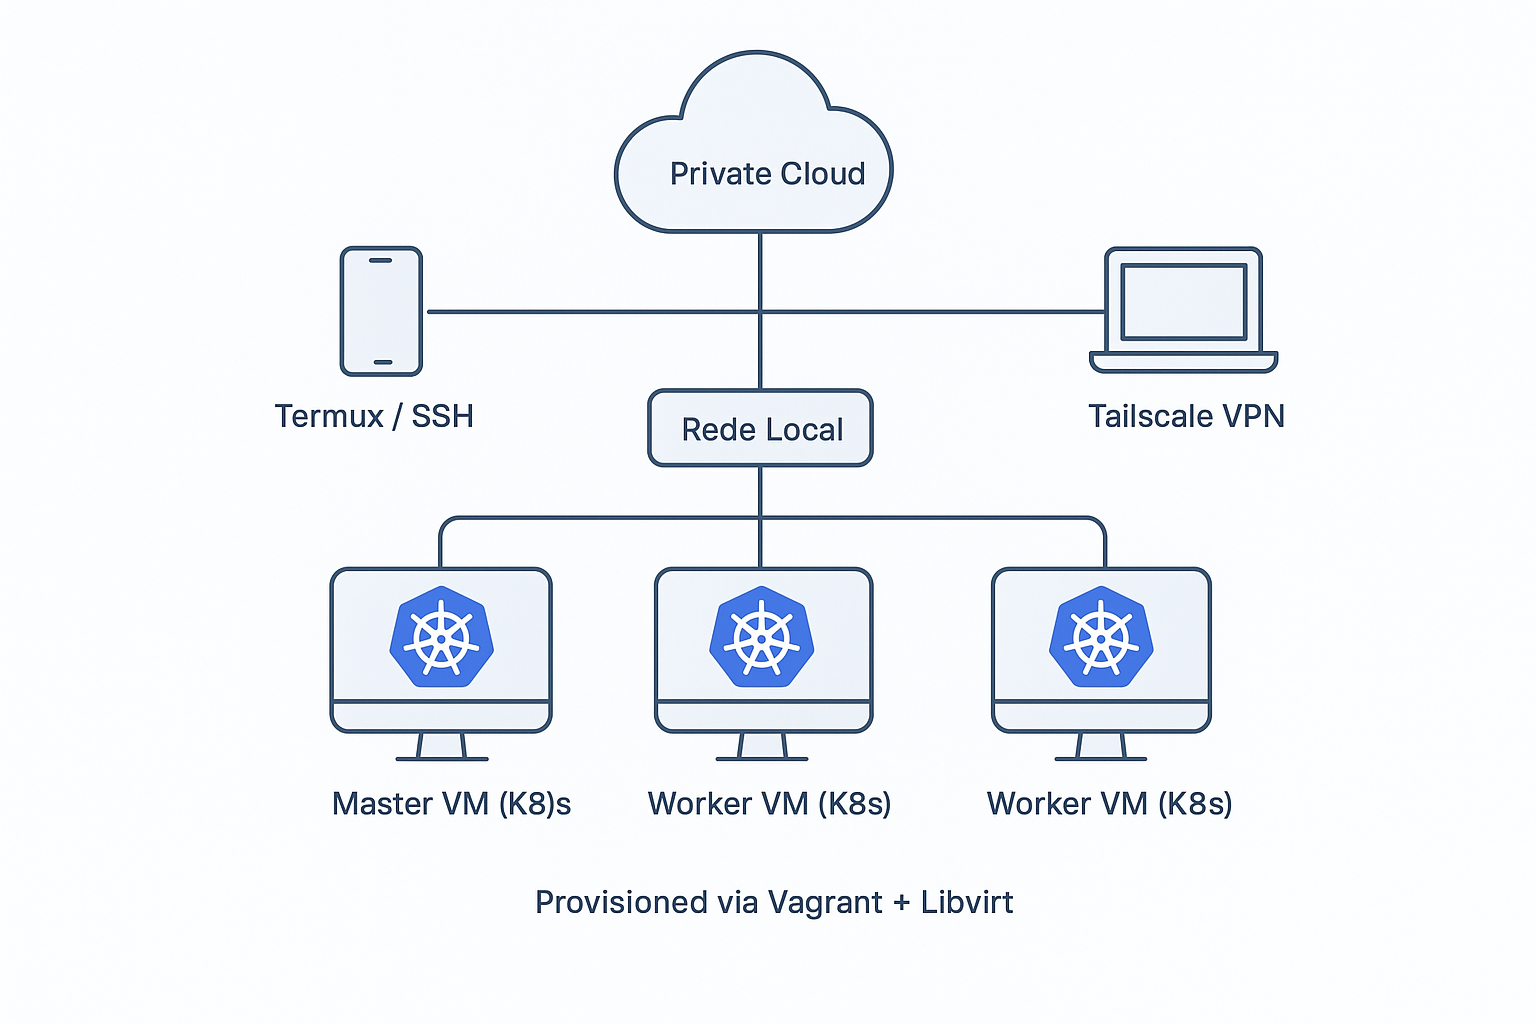 Private Cloud
Termux / SSH
Tailscale VPN
Rede Local
Master VM (K8)s
Worker VM (K8s)
Worker VM (K8s)
Provisioned via Vagrant + Libvirt